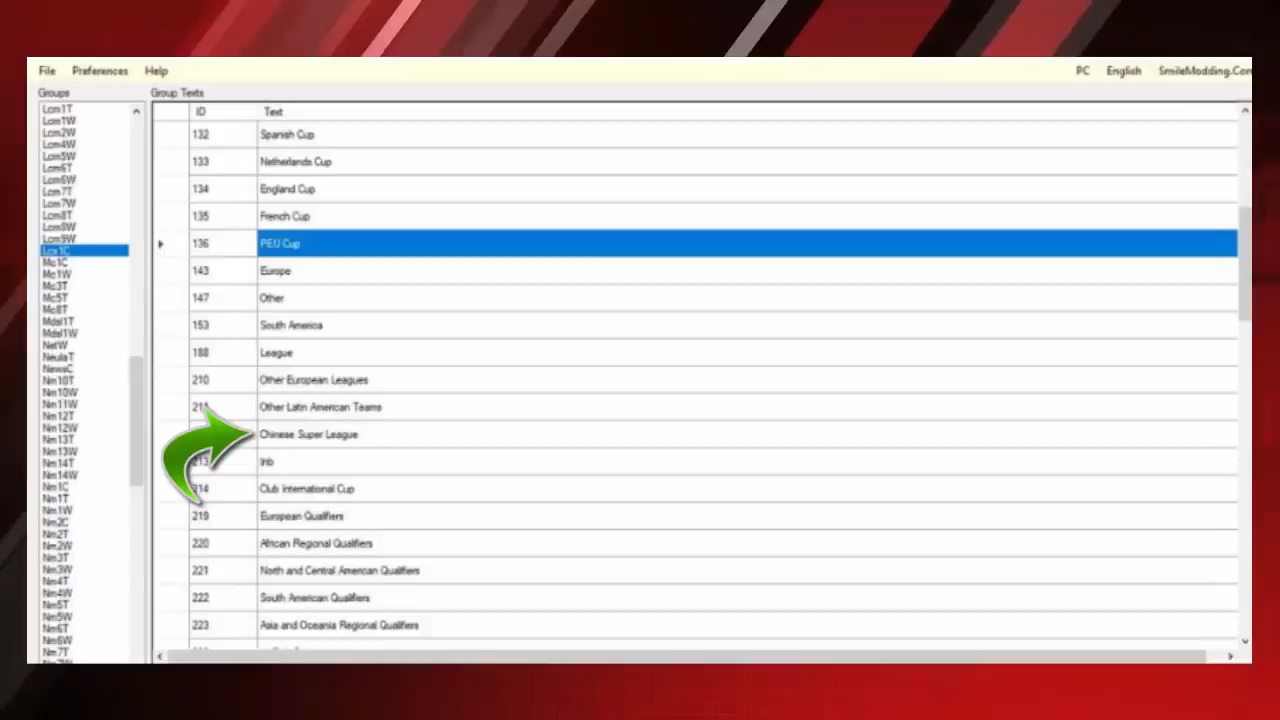 File Preferences Help PC English SmileModding.Com
Groups Group Texts
Lcm1T
Lcm1W
Lcm2W
Lcm4W
Lcm5W
Lcm6T
Lcm6W
Lcm7T
Lcm7W
Lcm8T
Lcm8W
Lcm9W
Lcs1C
Mc1C
Mc1W
Mc3T
Mc5T
Mc8T
Mdsl1T
Mdsl1W
NetW
NeulaT
NewsC
Nm10T
Nm10W
Nm11W
Nm12T
Nm12W
Nm13T
Nm13W
Nm14T
Nm14W
Nm1C
Nm1T
Nm1W
Nm2C
Nm2T
Nm2W
Nm3T
Nm3W
Nm4T
Nm4W
Nm5T
Nm5W
Nm6T
Nm6W
Nm7T
ID Text
132 Spanish Cup
133 Netherlands Cup
134 England Cup
135 French Cup
136 PEU Cup
143 Europe
147 Other
153 South America
188 League
210 Other European Leagues
211 Other Latin American Teams
Chinese Super League
213 Inb
214 Club International Cup
219 European Qualifiers
220 African Regional Qualifiers
221 North and Central American Qualifiers
222 South American Qualifiers
223 Asia and Oceania Regional Qualifiers